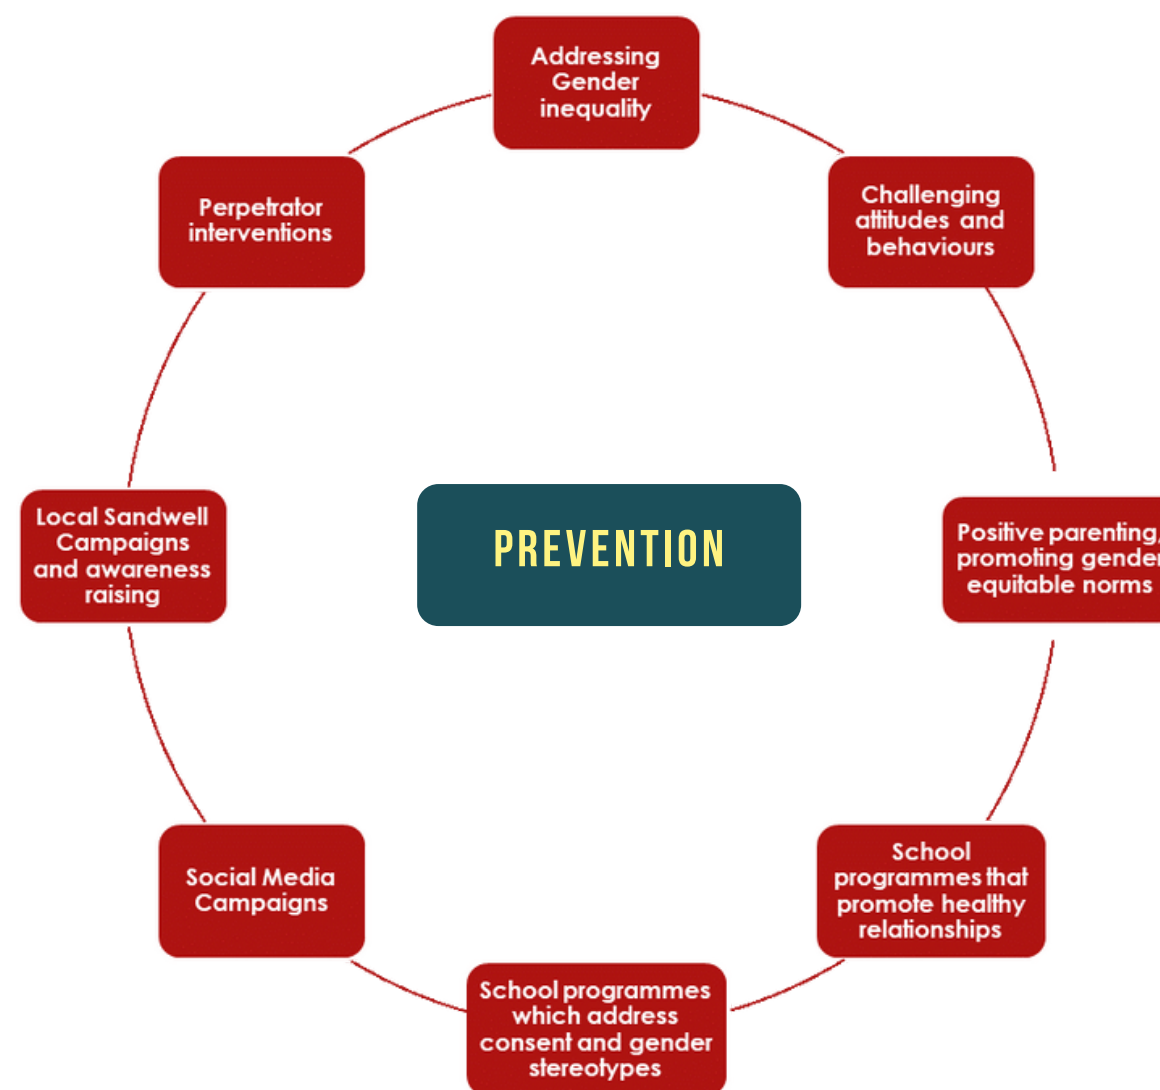 Addressing
Gender
inequality
Challenging
attitudes and
behaviours
Positive parenting,
promoting gender
equitable norms
School
programmes that
promote healthy
relationships
School programmes
which address
consent and gender
stereotypes
Social Media
Campaigns
Local Sandwell
Campaigns
and awareness
raising
Perpetrator
interventions
PREVENTION